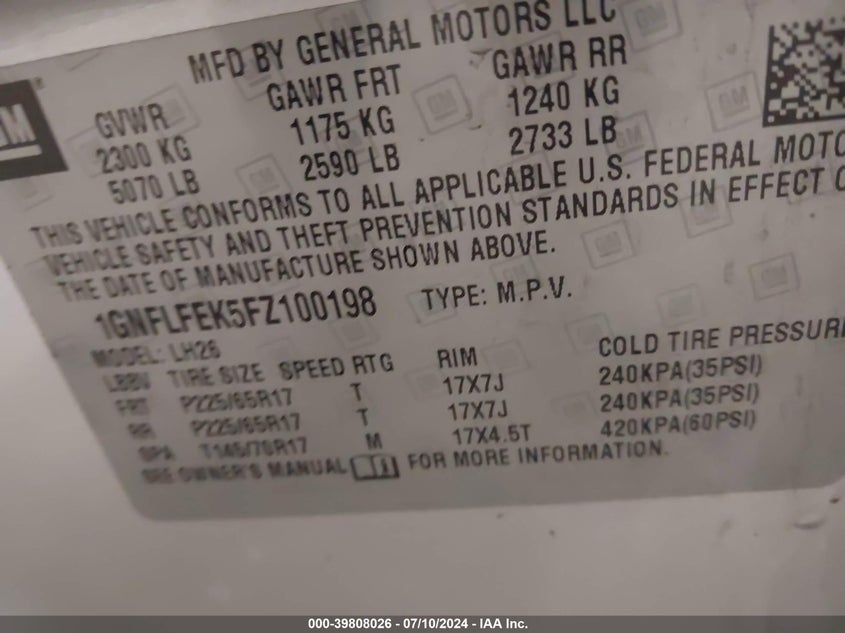 MFD BY GENERAL MOTORS LLC
GVWR GAWR FRT GAWR RR
2300 KG 1175 KG 1240 KG
5070 LB 2590 LB 2733 LB
THIS VEHICLE CONFORMS TO ALL APPLICABLE U.S. FEDERAL MOTO
VEHICLE SAFETY AND THEFT PREVENTION STANDARDS IN EFFECT O
THE DATE OF MANUFACTURE SHOWN ABOVE.
1GNFLFEK5FZ100198 TYPE: M.P.V.
MODEL: LH26
TIRE SIZE SPEED RTG RIM COLD TIRE PRESSUR
FRT P225/65R17 T 17X7J 240KPA(35PSI)
RR P225/65R17 T 17X7J 240KPA(35PSI)
SPA T145/70R17 M 17X4.5T 420KPA(60PSI)
SEE OWNER'S MANUAL FOR MORE INFORMATION.
000-39808026 - 07/10/2024 - IAA Inc.